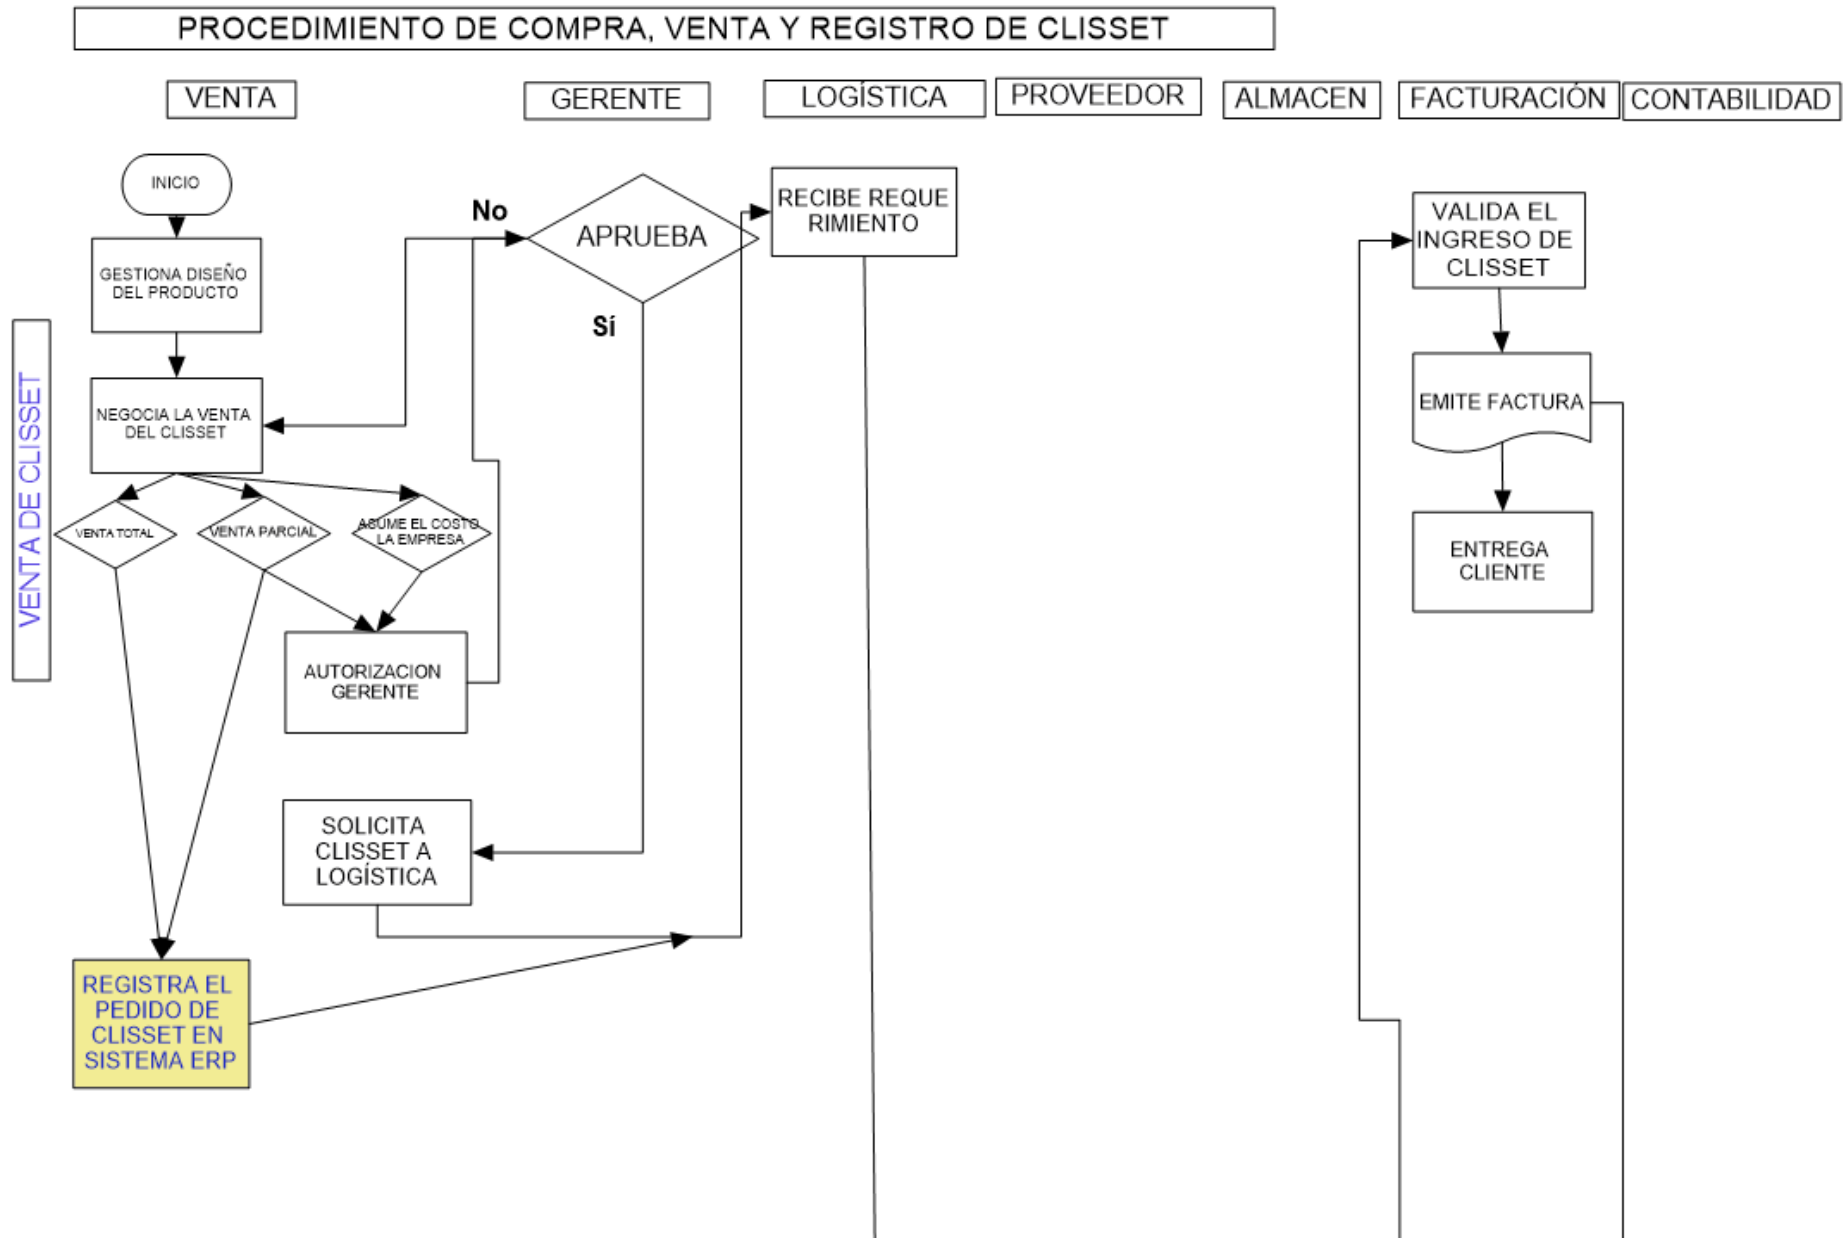 PROCEDIMIENTO DE COMPRA, VENTA Y REGISTRO DE CLISSET
VENTA
GERENTE
LOGÍSTICA
PROVEEDOR
ALMACEN
FACTURACIÓN
CONTABILIDAD
INICIO
GESTIONA DISEÑO
DEL PRODUCTO
NEGOCIA LA VENTA
DEL CLISSET
VENTA DE CLISSET
VENTA TOTAL
VENTA PARCIAL
ASUME EL COSTO
LA EMPRESA
AUTORIZACION
GERENTE
SOLICITA
CLISSET A
LOGÍSTICA
REGISTRA EL
PEDIDO DE
CLISSET EN
SISTEMA ERP
No
APRUEBA
Sí
RECIBE REQUE
RIMIENTO
VALIDA EL
INGRESO DE
CLISSET
EMITE FACTURA
ENTREGA
CLIENTE